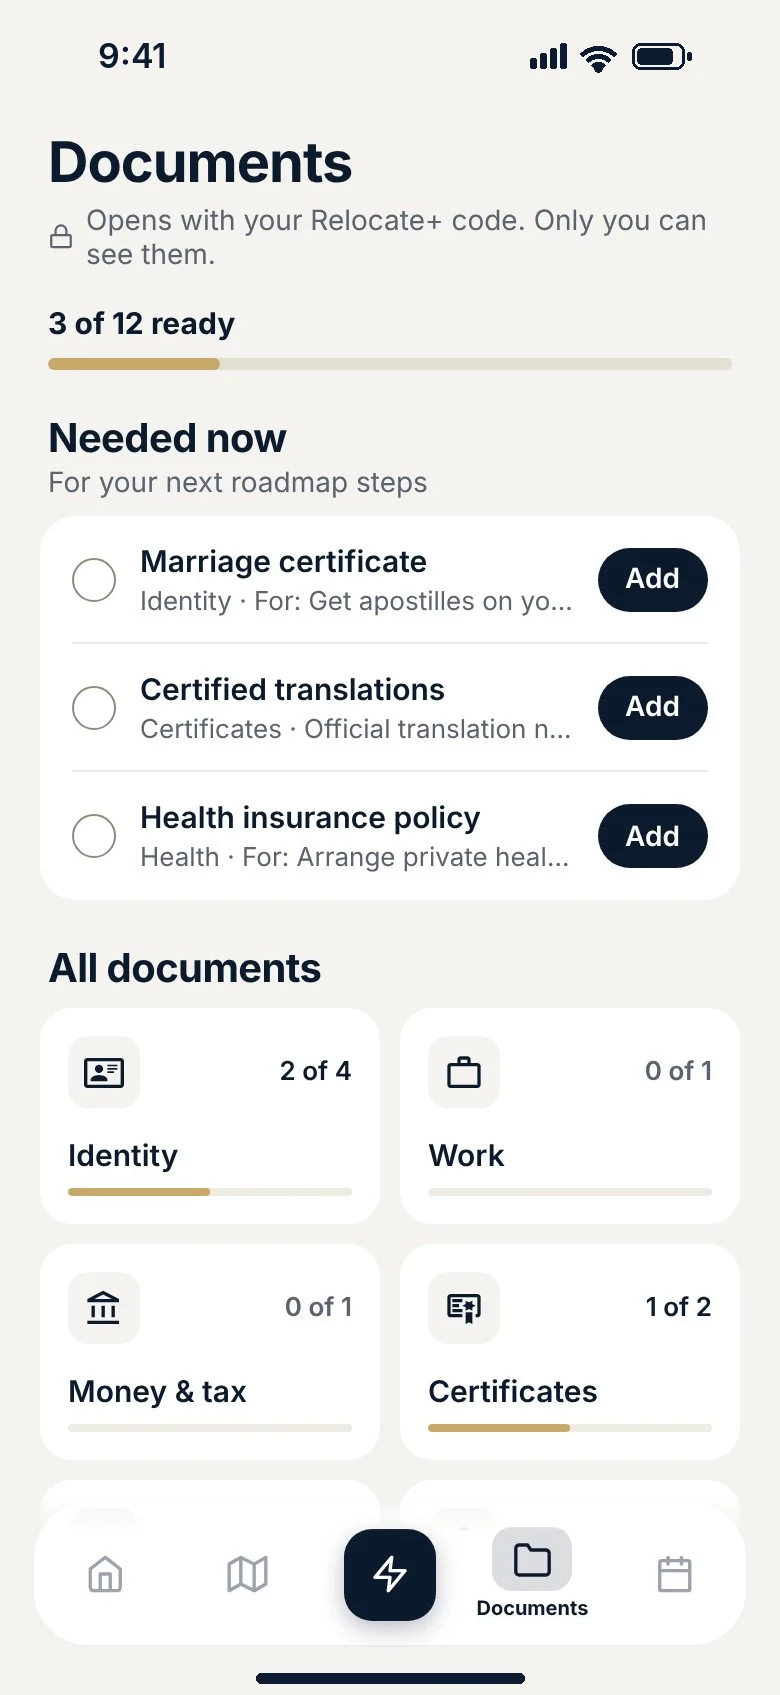 9:41
Documents
Opens with your Relocate+ code. Only you can
see them.
3 of 12 ready
Needed now
For your next roadmap steps
Marriage certificate
Identity · For: Get apostilles on yo...
Add
Certified translations
Certificates · Official translation n...
Add
Health insurance policy
Health · For: Arrange private heal...
Add
All documents
2 of 4
Identity
0 of 1
Work
0 of 1
Money & tax
1 of 2
Certificates
Documents